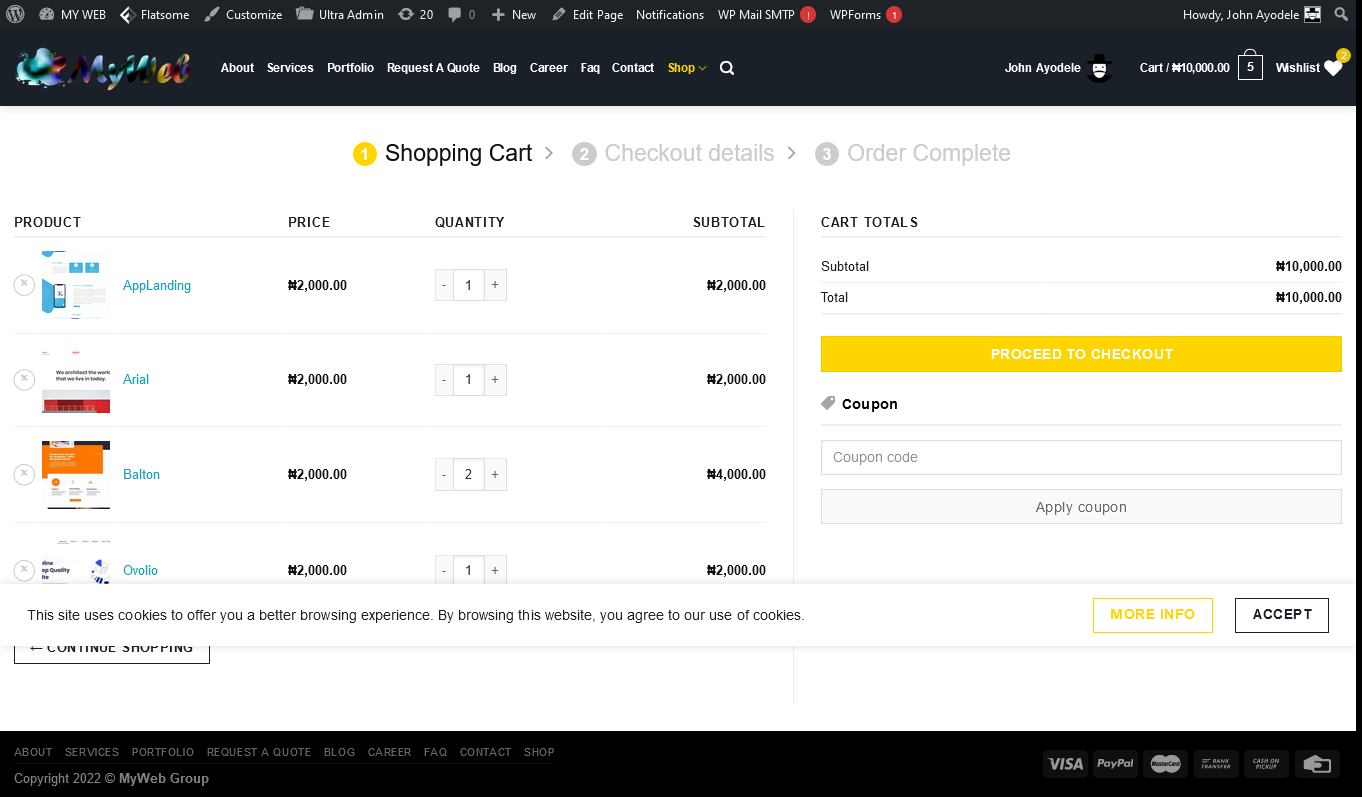 MY WEB Flatsome Customize Ultra Admin 20 0 New Edit Page Notifications WP Mail SMTP ! WPForms 1 Howdy, John Ayodele
MyWeb About Services Portfolio Request A Quote Blog Career Faq Contact Shop John Ayodele Cart / ₦10,000.00 5 Wishlist 2
1 Shopping Cart 2 Checkout details 3 Order Complete
PRODUCT PRICE QUANTITY SUBTOTAL
× AppLanding ₦2,000.00 - 1 + ₦2,000.00
We architect the world
that we live in today.
× Arial ₦2,000.00 - 1 + ₦2,000.00
× Balton ₦2,000.00 - 2 + ₦4,000.00
× Ovolio ₦2,000.00 - 1 + ₦2,000.00
CART TOTALS
Subtotal ₦10,000.00
Total ₦10,000.00
PROCEED TO CHECKOUT
Coupon
Coupon code
Apply coupon
This site uses cookies to offer you a better browsing experience. By browsing this website, you agree to our use of cookies. MORE INFO ACCEPT
← CONTINUE SHOPPING
ABOUT SERVICES PORTFOLIO REQUEST A QUOTE BLOG CAREER FAQ CONTACT SHOP
Copyright 2022 © MyWeb Group
VISA PayPal MasterCard BANK TRANSFER CASH ON PICKUP